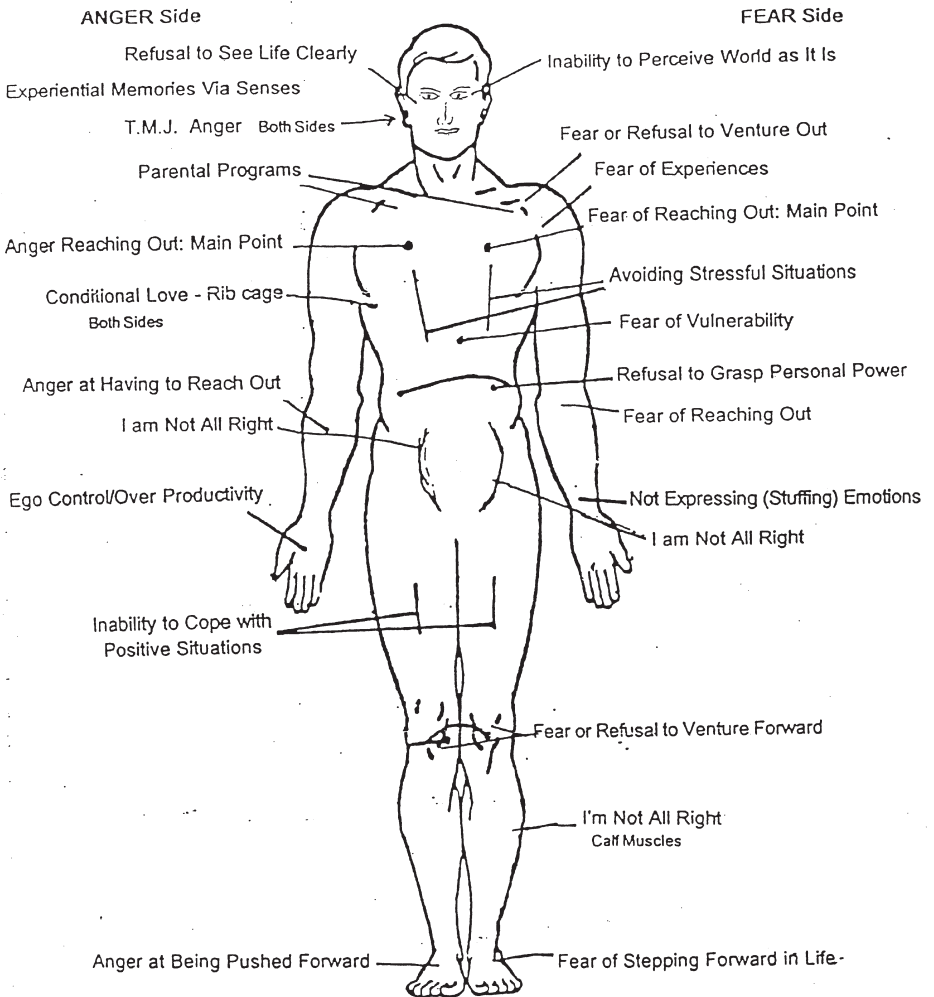 ANGER Side
FEAR Side
Refusal to See Life Clearly
Inability to Perceive World as It Is
Experiential Memories Via Senses
T.M.J. Anger Both Sides
Fear or Refusal to Venture Out
Parental Programs
Fear of Experiences
Fear of Reaching Out: Main Point
Anger Reaching Out: Main Point
Avoiding Stressful Situations
Conditional Love - Rib cage
Both Sides
Fear of Vulnerability
Refusal to Grasp Personal Power
Anger at Having to Reach Out
Fear of Reaching Out
I am Not All Right
Ego Control/Over Productivity
Not Expressing (Stuffing) Emotions
I am Not All Right
Inability to Cope with
Positive Situations
Fear or Refusal to Venture Forward
I'm Not All Right
Calf Muscles
Anger at Being Pushed Forward
Fear of Stepping Forward in Life